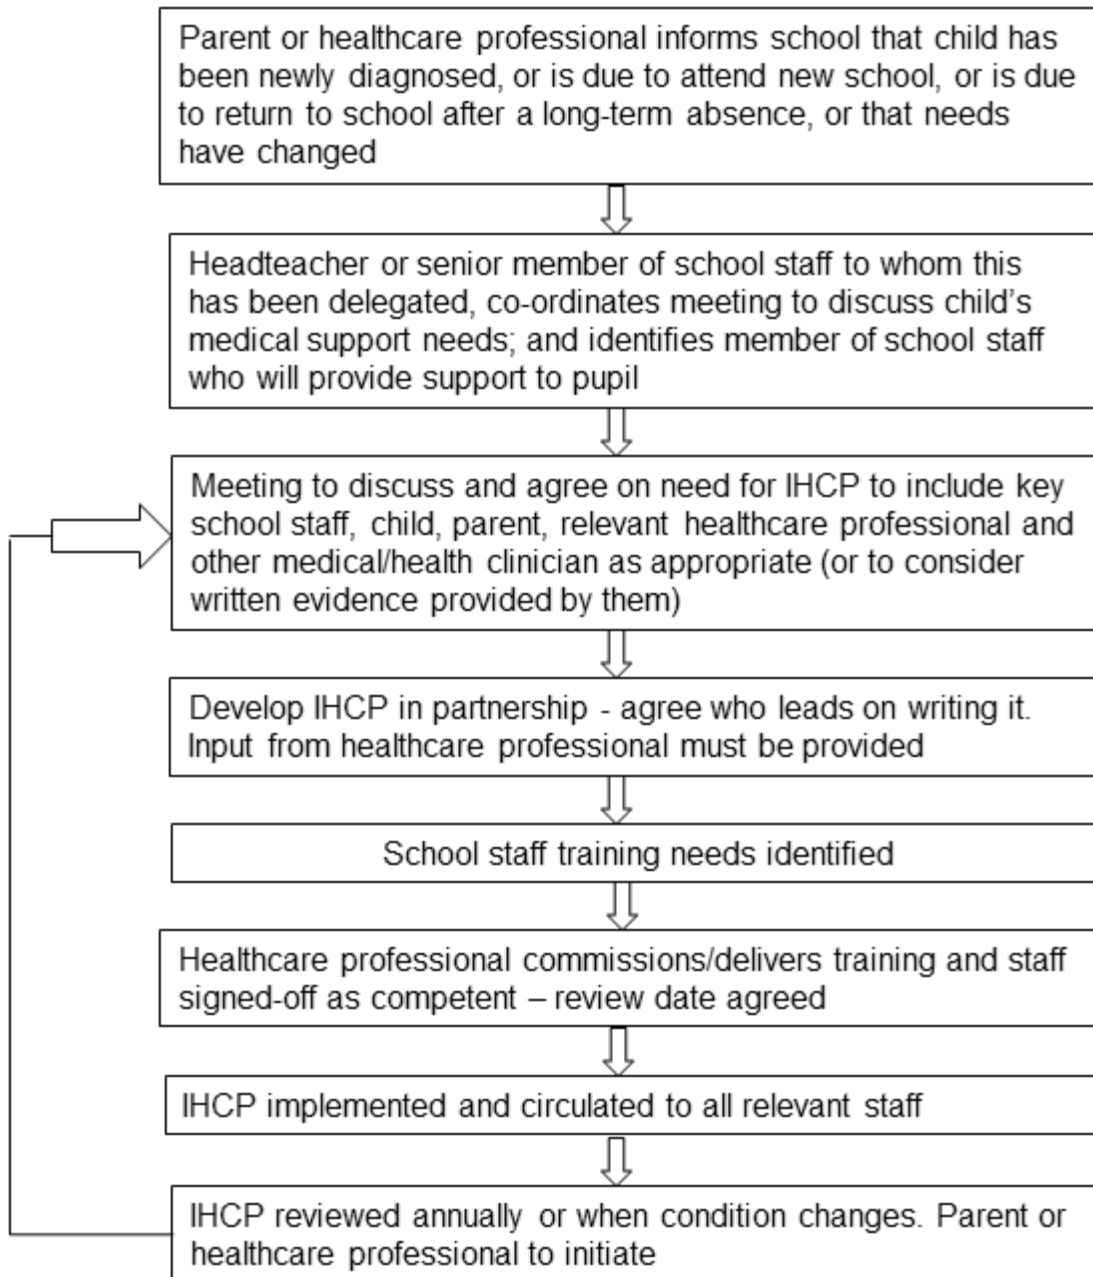 Parent or healthcare professional informs school that child has
been newly diagnosed, or is due to attend new school, or is due
to return to school after a long-term absence, or that needs
have changed
Headteacher or senior member of school staff to whom this
has been delegated, co-ordinates meeting to discuss child's
medical support needs; and identifies member of school staff
who will provide support to pupil
Meeting to discuss and agree on need for IHCP to include key
school staff, child, parent, relevant healthcare professional and
other medical/health clinician as appropriate (or to consider
written evidence provided by them)
Develop IHCP in partnership - agree who leads on writing it.
Input from healthcare professional must be provided
School staff training needs identified
Healthcare professional commissions/delivers training and staff
signed-off as competent – review date agreed
IHCP implemented and circulated to all relevant staff
IHCP reviewed annually or when condition changes. Parent or
healthcare professional to initiate